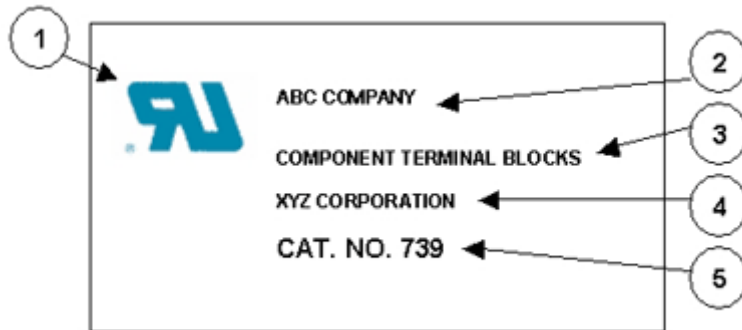 1
2
ABC COMPANY
3
COMPONENT TERMINAL BLOCKS
XYZ CORPORATION
4
CAT. NO. 739
5
®